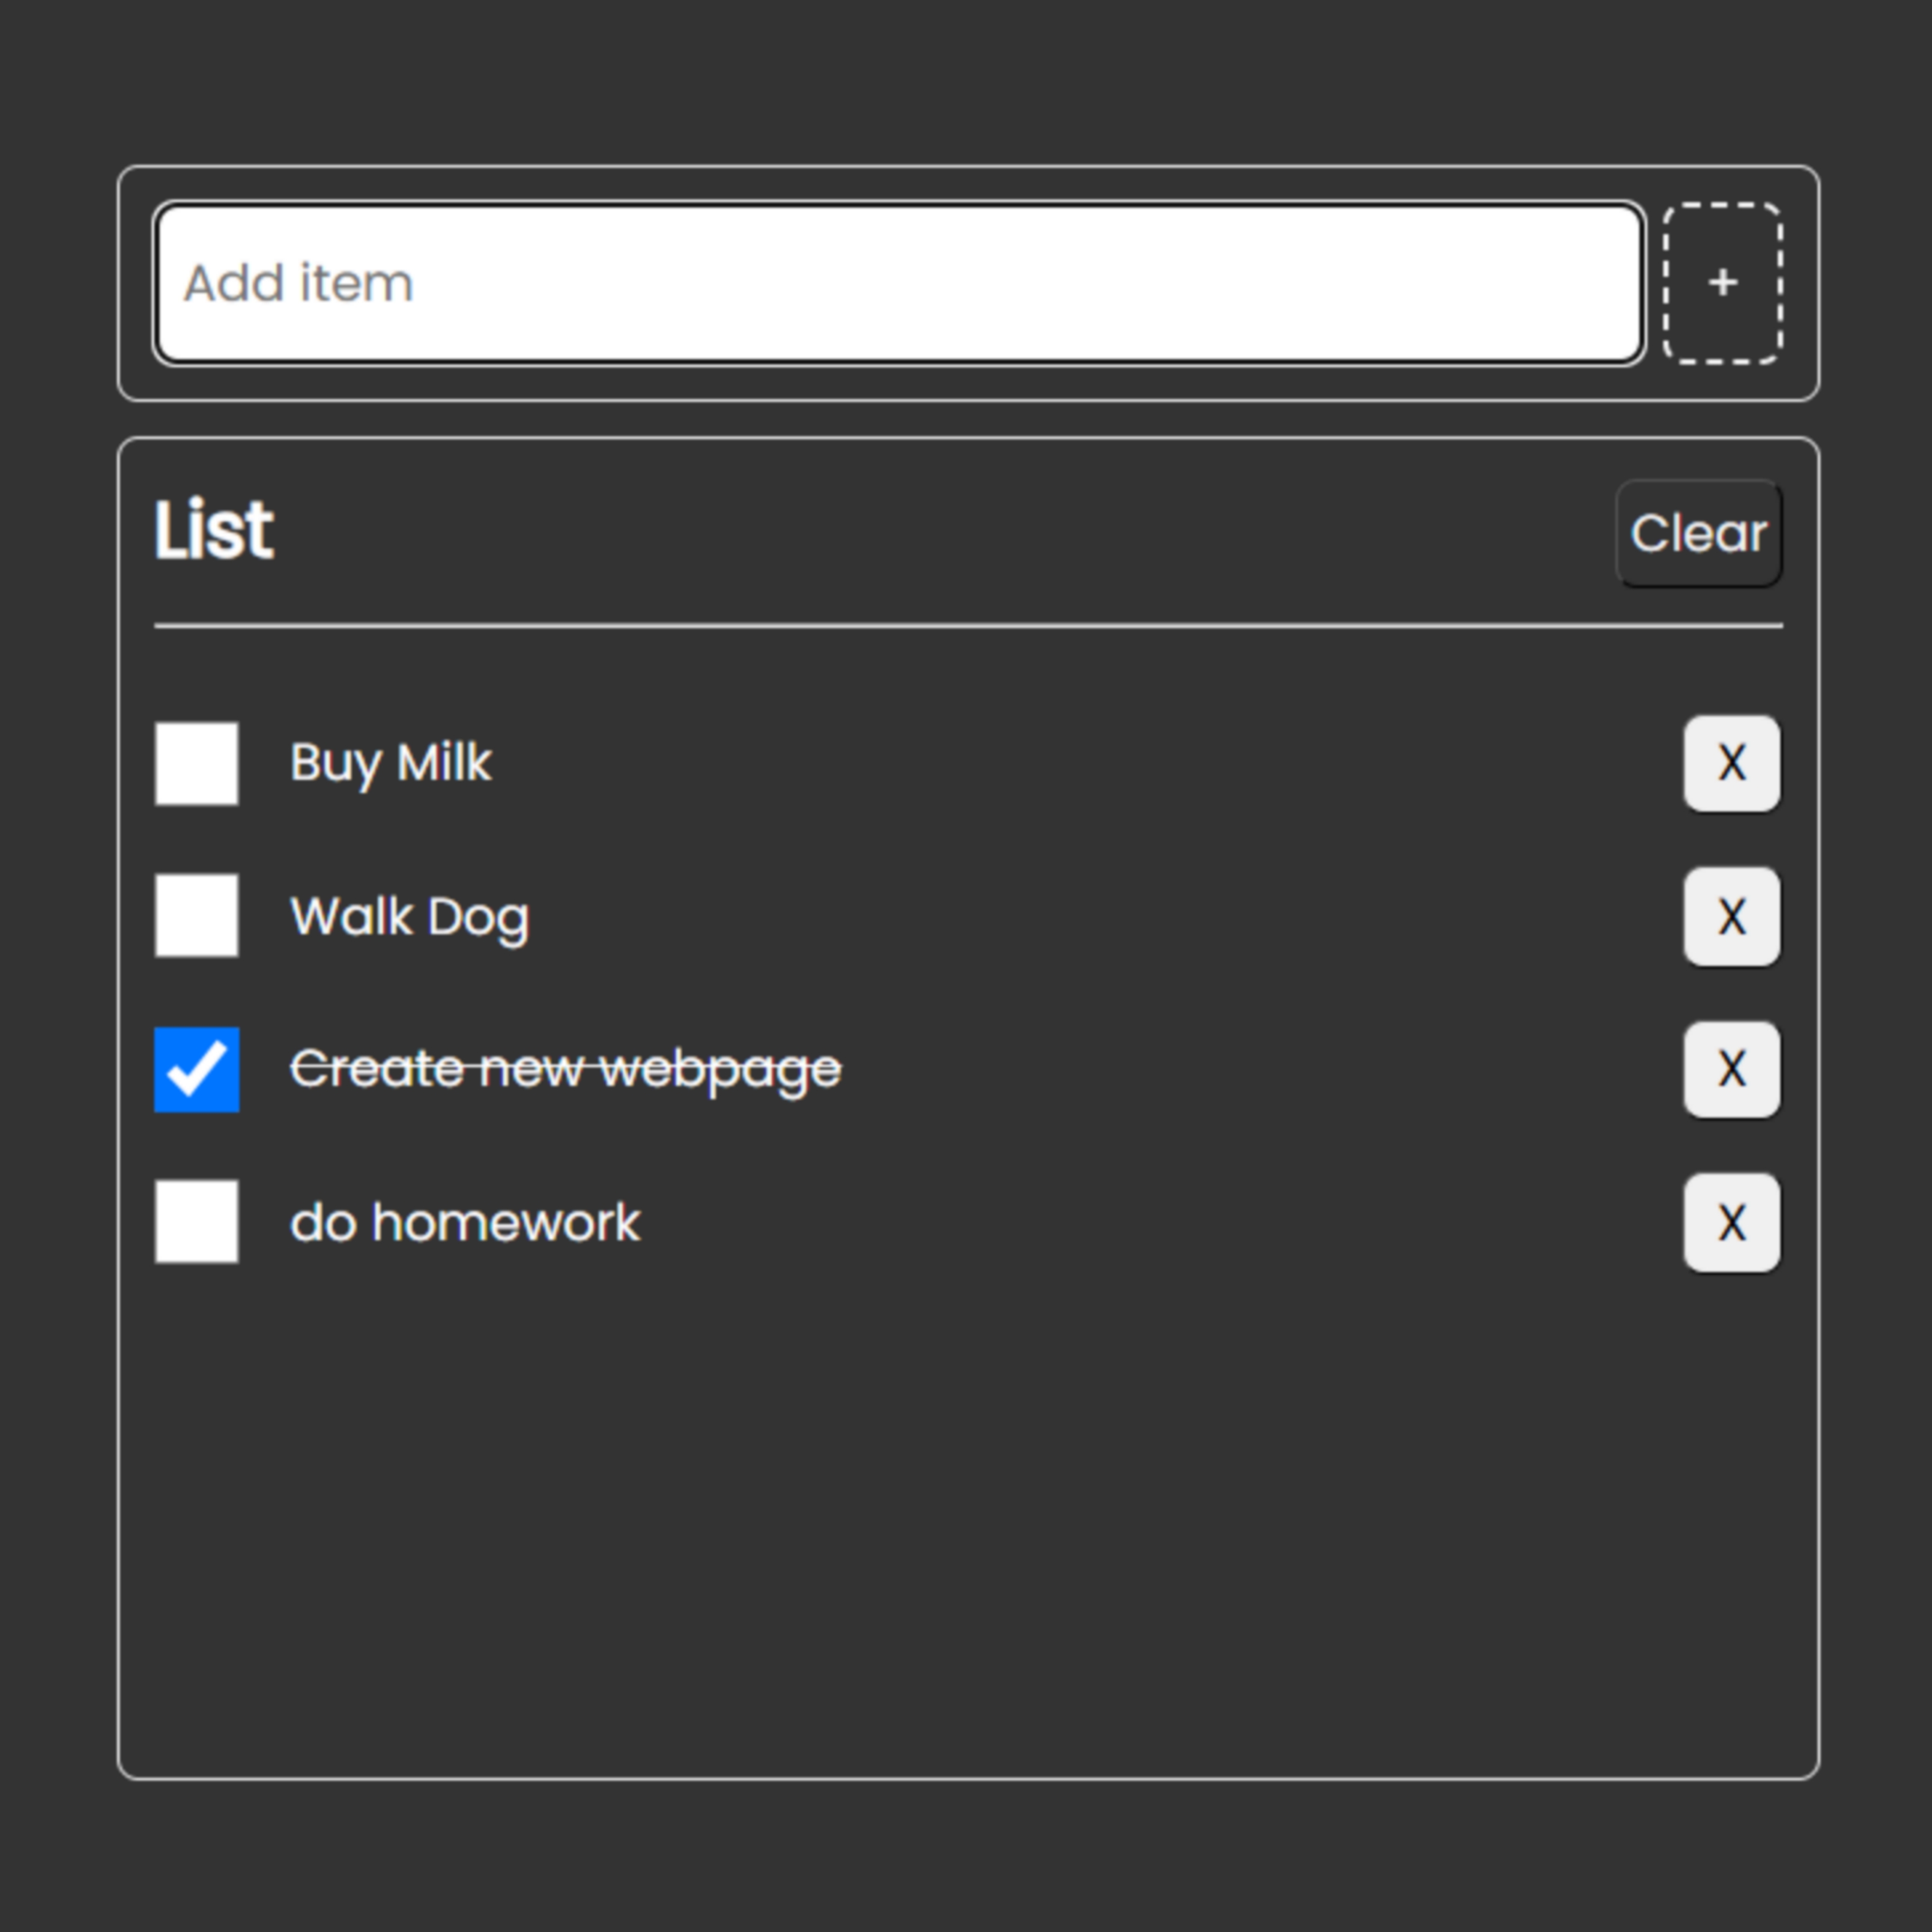 Add item
+
List
Clear
Buy Milk
X
Walk Dog
X
Create new webpage
X
do homework
X